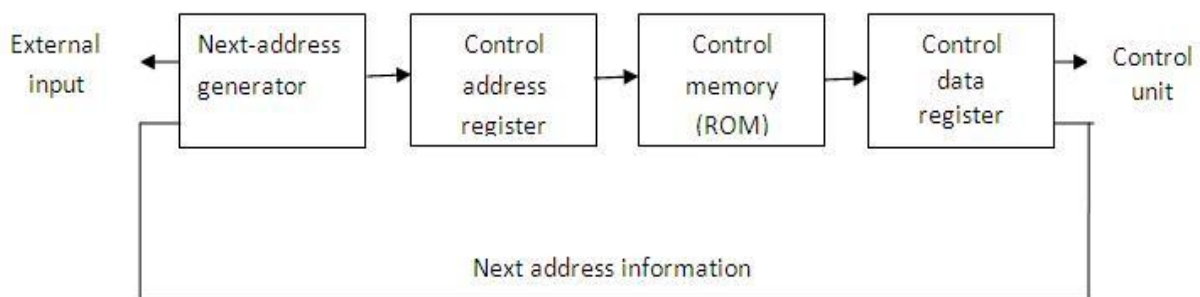 External
input
Next-address
generator
Control
address
register
Control
memory
(ROM)
Control
data
register
Control
unit
Next address information